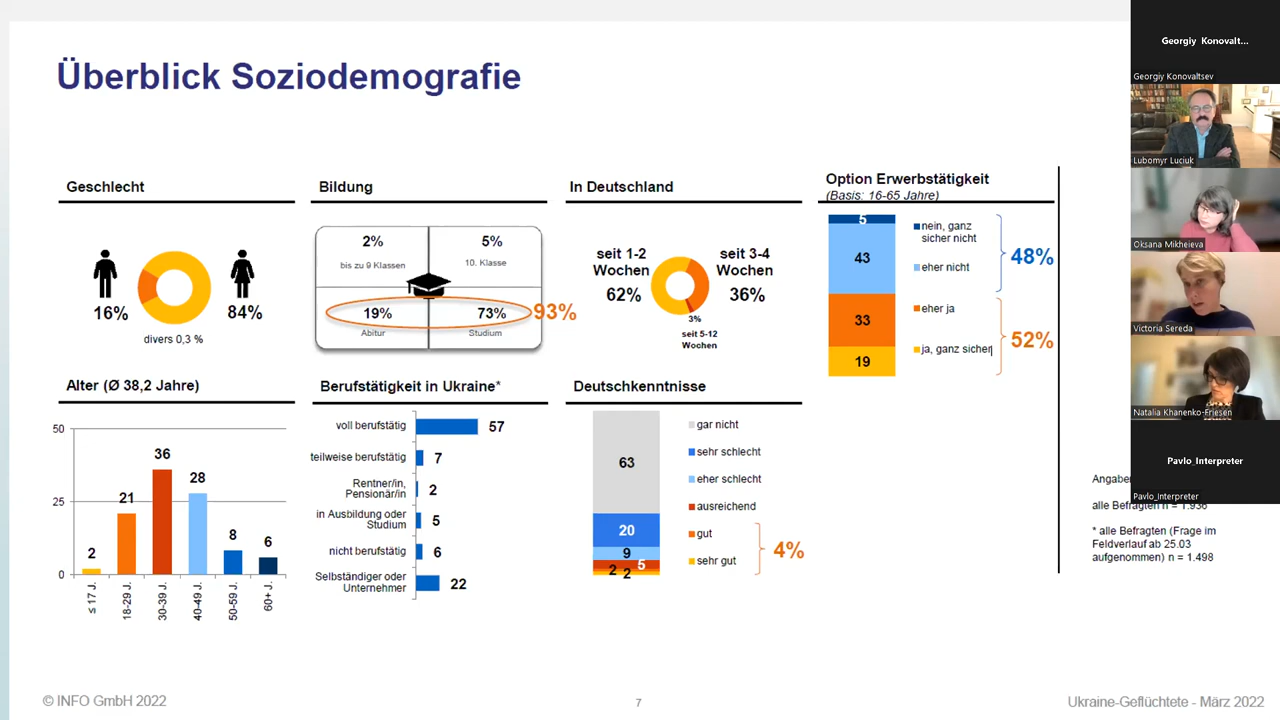 Überblick Soziodemografie
Geschlecht
16%
84%
divers 0,3 %
Bildung
2%
bis zu 9 Klassen
5%
10. Klasse
19%
Abitur
73%
Studium
93%
In Deutschland
seit 1-2
Wochen
62%
seit 3-4
Wochen
36%
3%
seit 5-12
Wochen
Option Erwerbstätigkeit
(Basis: 16-65 Jahre)
5
43
33
19
nein, ganz
sicher nicht
eher nicht
eher ja
ja, ganz sicher
48%
52%
Alter (Ø 38,2 Jahre)
50
25
0
2
21
36
28
8
6
≤ 17 J.
18-29 J.
30-39 J.
40-49 J.
50-59 J.
60+ J.
Berufstätigkeit in Ukraine*
voll berufstätig
57
teilweise berufstätig
7
Rentner/in,
Pensionär/in
2
in Ausbildung oder
Studium
5
nicht berufstätig
6
Selbständiger oder
Unternehmer
22
Deutschkenntnisse
63
20
9
5
2
2
gar nicht
sehr schlecht
eher schlecht
ausreichend
gut
sehr gut
4%
Angaben
alle Befragten n = 1.936
* alle Befragten (Frage im
Feldverlauf ab 25.03
aufgenommen) n = 1.498
© INFO GmbH 2022
7
Ukraine-Geflüchtete - März 2022
Georgiy Konovalt...
Georgiy Konovaltsev
Lubomyr Luciuk
Oksana Mikheieva
Victoria Sereda
Natalia Khanenko-Friesen
Pavlo_Interpreter
Pavlo_Interpreter